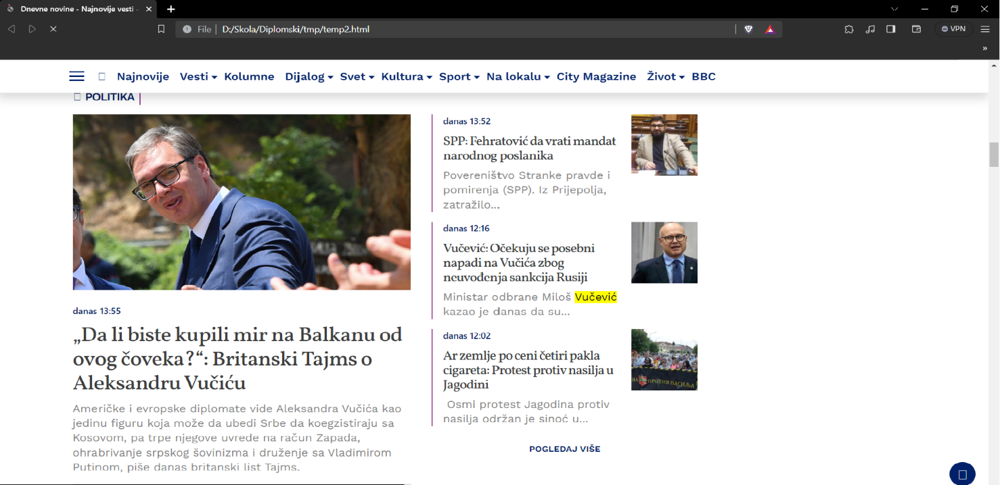 Dnevne novine - Najnovije vesti -
File D:/Skola/Diplomski/tmp/temp2.html
VPN
»
Najnovije Vesti Kolumne Dijalog Svet Kultura Sport Na lokalu City Magazine Život BBC
POLITIKA
danas 13:55
„Da li biste kupili mir na Balkanu od
ovog čoveka?“: Britanski Tajms o
Aleksandru Vučiću
Američke i evropske diplomate vide Aleksandra Vučića kao
jedinu figuru koja može da ubedi Srbe da koegzistiraju sa
Kosovom, pa trpe njegove uvrede na račun Zapada,
ohrabrivanje srpskog šovinizma i druženje sa Vladimirom
Putinom, piše danas britanski list Tajms.
danas 13:52
SPP: Fehratović da vrati mandat
narodnog poslanika
Povereništvo Stranke pravde i
pomirenja (SPP). Iz Prijepolja,
zatražilo...
danas 12:16
Vučević: Očekuju se posebni
napadi na Vučića zbog
neuvođenja sankcija Rusiji
Ministar odbrane Miloš Vučević
kazao je danas da su...
danas 12:02
Ar zemlje po ceni četiri pakla
cigareta: Protest protiv nasilja u
Jagodini
Osmi protest Jagodina protiv
nasilja održan je sinoć u...
ПРОТИВ НАСИЉА
POGLEDAJ VIŠE